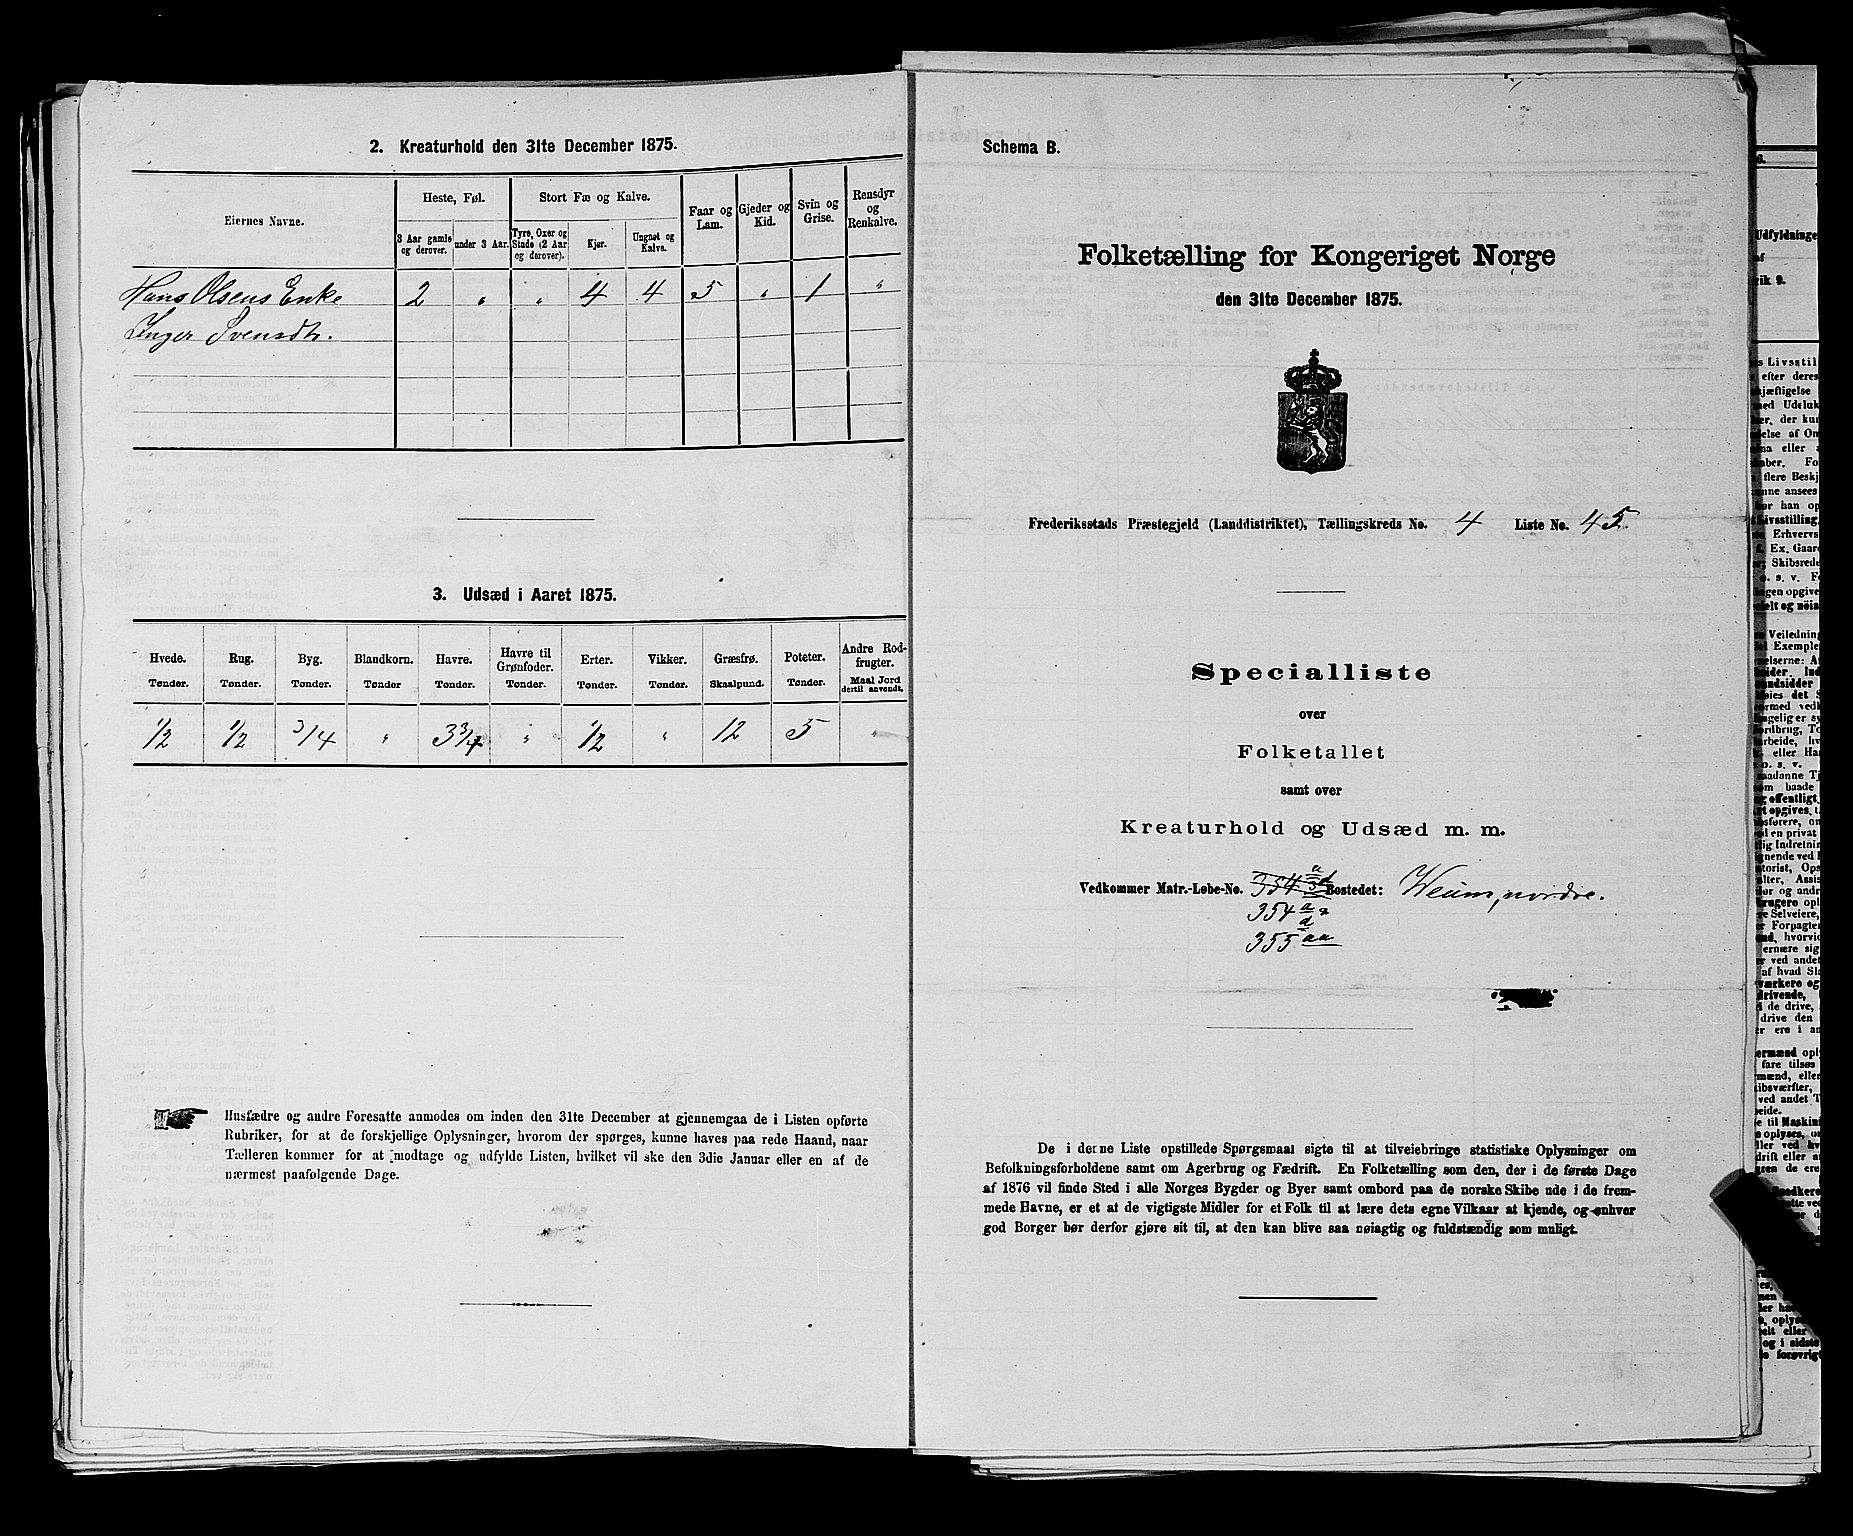 2. Kreaturhold den 31te December 1875.
Eiernes Navne.
Heste, Føl.
Stort Fæ og Kalve.
Faar og Lam.
Gjeder og Kid.
Svin og Grise.
Rensdyr og Renkalve.
3 Aar gamle og derover.
under 3 Aar.
Tyre, Oxer og Stude (2 Aar og derover).
Kjør.
Ungnøt og Kalve.
Hans Olsens Enke 2 " " 4 4 5 " 1 "
Inger Svensdtr.
3. Udsæd i Aaret 1875.
Hvede. Rug. Byg. Blandkorn. Havre. Havre til Grønfoder. Erter. Vikker. Græsfrø. Poteter. Andre Rodfrugter.
Tønder. Tønder. Tønder. Tønder Tønder. Tønder. Tønder. Tønder. Skaalpund. Tønder. Maal Jord dertil anvendt.
1/2 1/2 3/4 " 3 3/4 " 1/2 " 12 5 "
Husfædre og andre Foresatte anmodes om inden den 31te December at gjennemgaa de i Listen opførte
Rubriker, for at de forskjellige Oplysninger, hvorom der spørges, kunne haves paa rede Haand, naar
Tælleren kommer for at modtage og udfylde Listen, hvilket vil ske den 3die Januar eller en af de
nærmest paafølgende Dage.
Schema B.
Folketælling for Kongeriget Norge
den 31te December 1875.
Frederiksstads Præstegjeld (Landdistriktet), Tællingskreds No. 4 Liste No. 45.
Specialliste
over
Folketallet
samt over
Kreaturhold og Udsæd m. m.
Vedkommer Matr.-Løbe-No. 354 a d Bostedet: Weum, nordre.
354 a
d
355 aa
De i derne Liste opstillede Spørgsmaal sigte til at tilveiebringe statistiske Oplysninger om
Befolkningsforholdene samt om Agerbrug og Fædrift. En Folketælling som den, der i de første Dage
af 1876 vil finde Sted i alle Norges Bygder og Byer samt ombord paa de norske Skibe ude i de frem-
mede Havne, er et at de vigtigste Midler for et Folk til at lære dets egne Vilkaar at kjende, og enhver
god Borger bør derfor gjøre sit til, at den kan blive saa nøiagtig og fuldstændig som muligt.